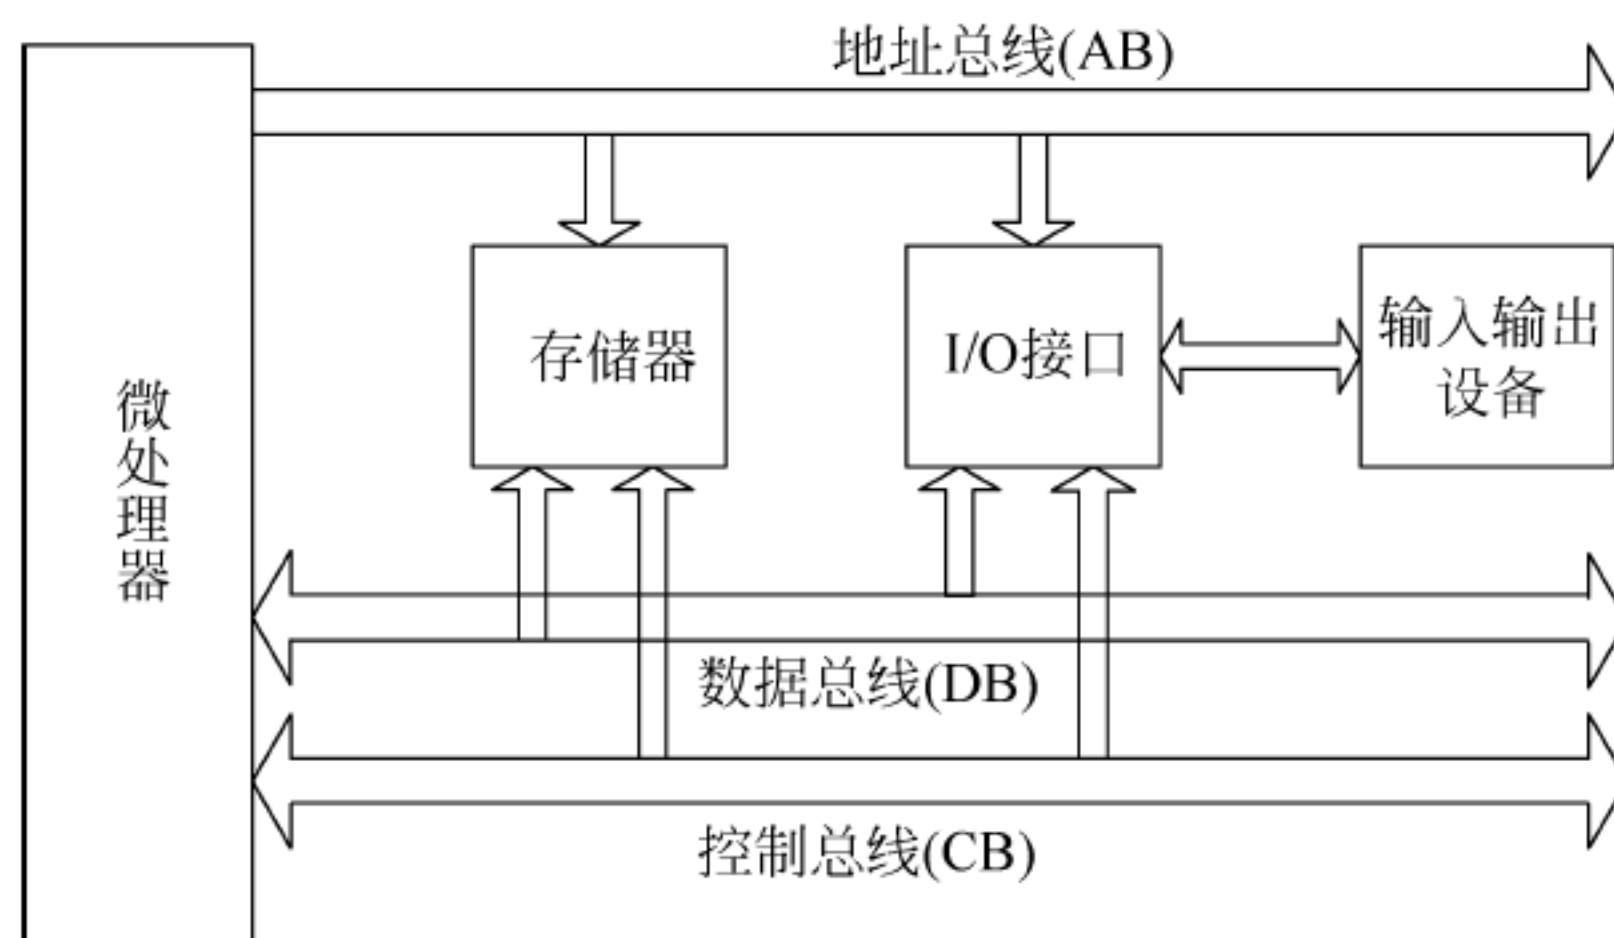 地址总线(AB)
微处理器
存储器
I/O接口
输入输出
设备
数据总线(DB)
控制总线(CB)